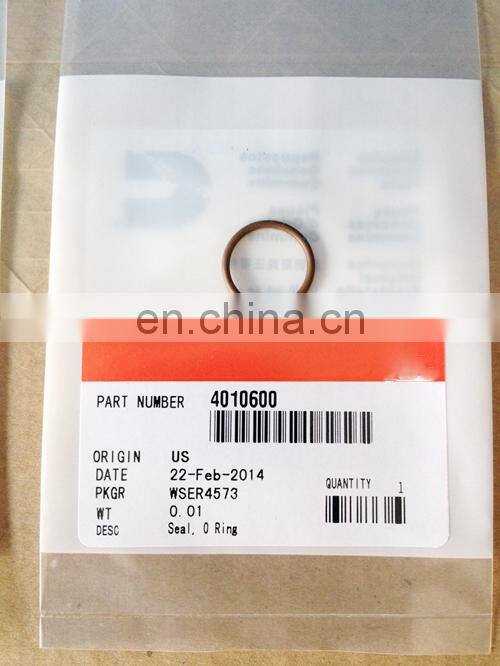 en.china.cn
PART NUMBER 4010600
ORIGIN US
DATE 22-Feb-2014
PKGR WSER4573
WT 0.01
DESC Seal, O Ring
QUANTITY 1